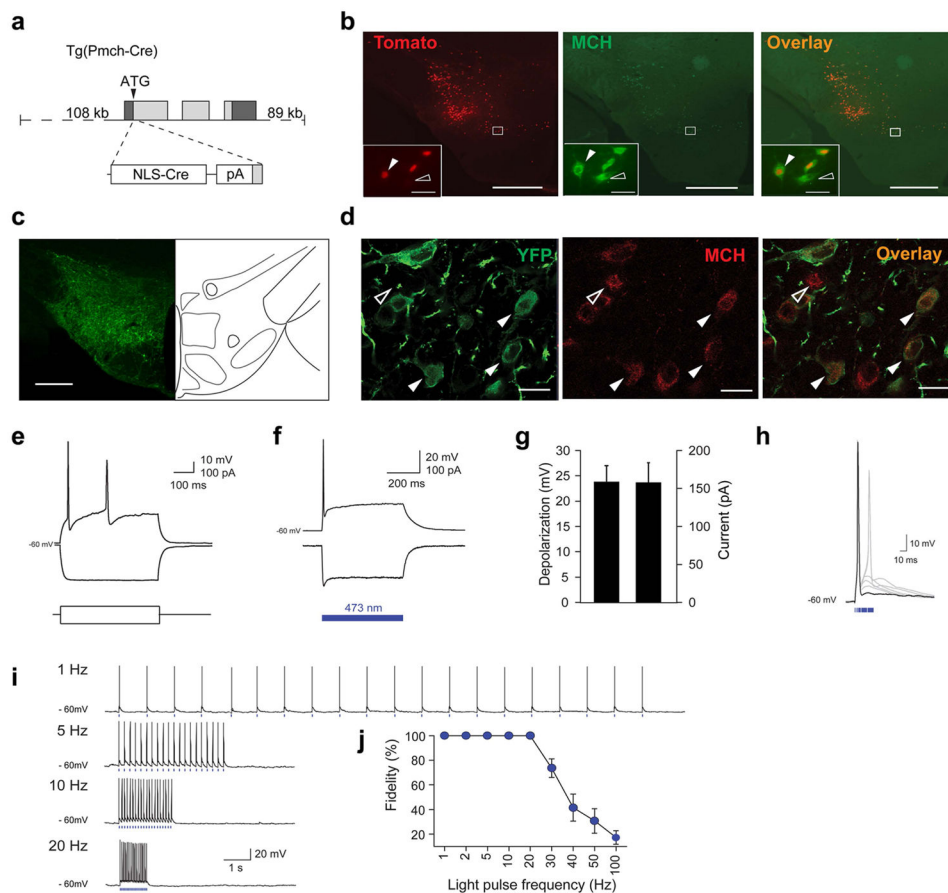 a
Tg(Pmch-Cre)
ATG
108 kb
89 kb
NLS-Cre
pA
b
Tomato
MCH
Overlay
c
d
YFP
MCH
Overlay
e
10 mV
100 pA
100 ms
-60 mV
f
20 mV
100 pA
200 ms
-60 mV
473 nm
g
Depolarization (mV)
30
25
20
15
10
5
0
200
150
100
50
0
Current (pA)
h
10 mV
10 ms
-60 mV
i
1 Hz
- 60mV
5 Hz
- 60mV
10 Hz
- 60mV
20 Hz
- 60mV
20 mV
1 s
j
Fidelity (%)
100
80
60
40
20
1 2 5 10 20 30 40 50 100
Light pulse frequency (Hz)